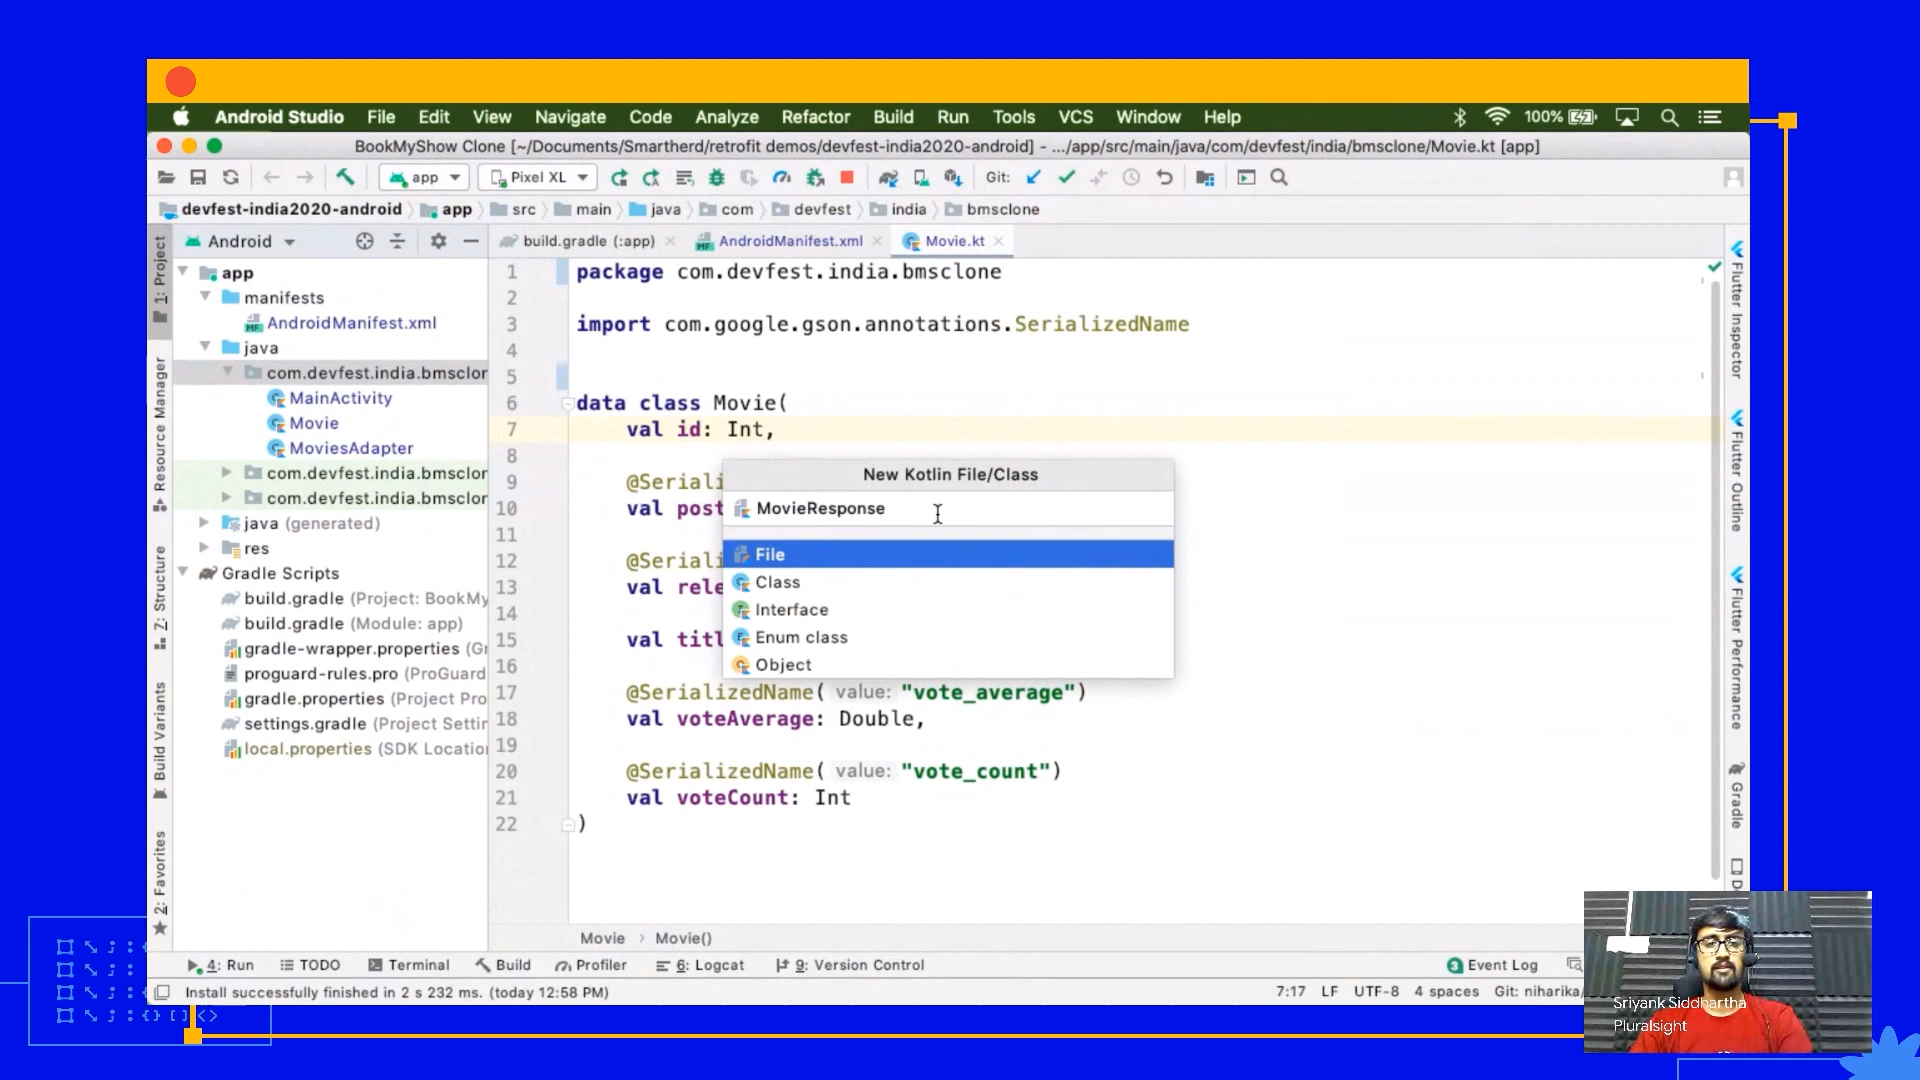 Android Studio File Edit View Navigate Code Analyze Refactor Build Run Tools VCS Window Help 100%
BookMyShow Clone [~/Documents/Smartherd/retrofit demos/devfest-india2020-android] - .../app/src/main/java/com/devfest/india/bmsclone/Movie.kt [app]
app Pixel XL Git:
devfest-india2020-android app src main java com devfest india bmsclone
Android
build.gradle (:app) AndroidManifest.xml Movie.kt
1: Project
Resource Manager
7: Structure
Build Variants
2: Favorites
app
manifests
AndroidManifest.xml
java
com.devfest.india.bmsclor
MainActivity
Movie
MoviesAdapter
com.devfest.india.bmsclor
com.devfest.india.bmsclor
java (generated)
res
Gradle Scripts
build.gradle (Project: BookMy
build.gradle (Module: app)
gradle-wrapper.properties (Gr
proguard-rules.pro (ProGuard
gradle.properties (Project Pro
settings.gradle (Project Settin
local.properties (SDK Location
1 package com.devfest.india.bmsclone
2
3 import com.google.gson.annotations.SerializedName
4
5
6 data class Movie(
7 val id: Int,
8
9 @Seriali
10 val post
11
12 @Seriali
13 val rele
14
15 val titl
16
17 @SerializedName( value: "vote_average")
18 val voteAverage: Double,
19
20 @SerializedName( value: "vote_count")
21 val voteCount: Int
22 )
New Kotlin File/Class
MovieResponse
File
Class
Interface
Enum class
Object
Flutter Inspector
Flutter Outline
Flutter Performance
Gradle
Movie Movie()
4: Run TODO Terminal Build Profiler 6: Logcat 9: Version Control 3 Event Log
Install successfully finished in 2 s 232 ms. (today 12:58 PM) 7:17 LF UTF-8 4 spaces Git: niharika/
Sriyank Siddhartha
Pluralsight